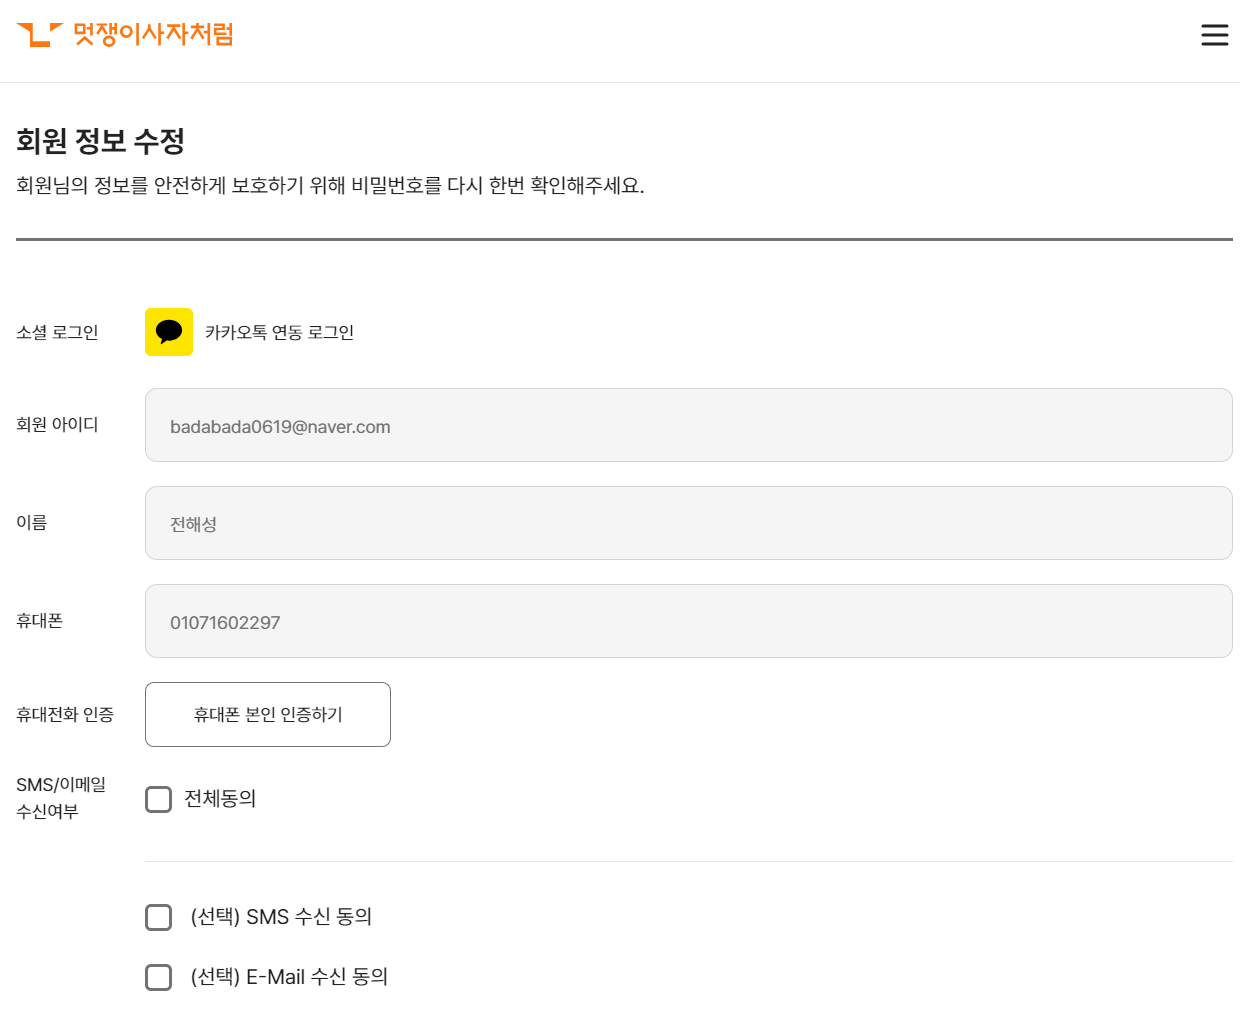 멋쟁이사자처럼
회원 정보 수정
회원님의 정보를 안전하게 보호하기 위해 비밀번호를 다시 한번 확인해주세요.
소셜 로그인
카카오톡 연동 로그인
회원 아이디
badabada0619@naver.com
이름
전해성
휴대폰
01071602297
휴대전화 인증
휴대폰 본인 인증하기
SMS/이메일
수신여부
전체동의
(선택) SMS 수신 동의
(선택) E-Mail 수신 동의